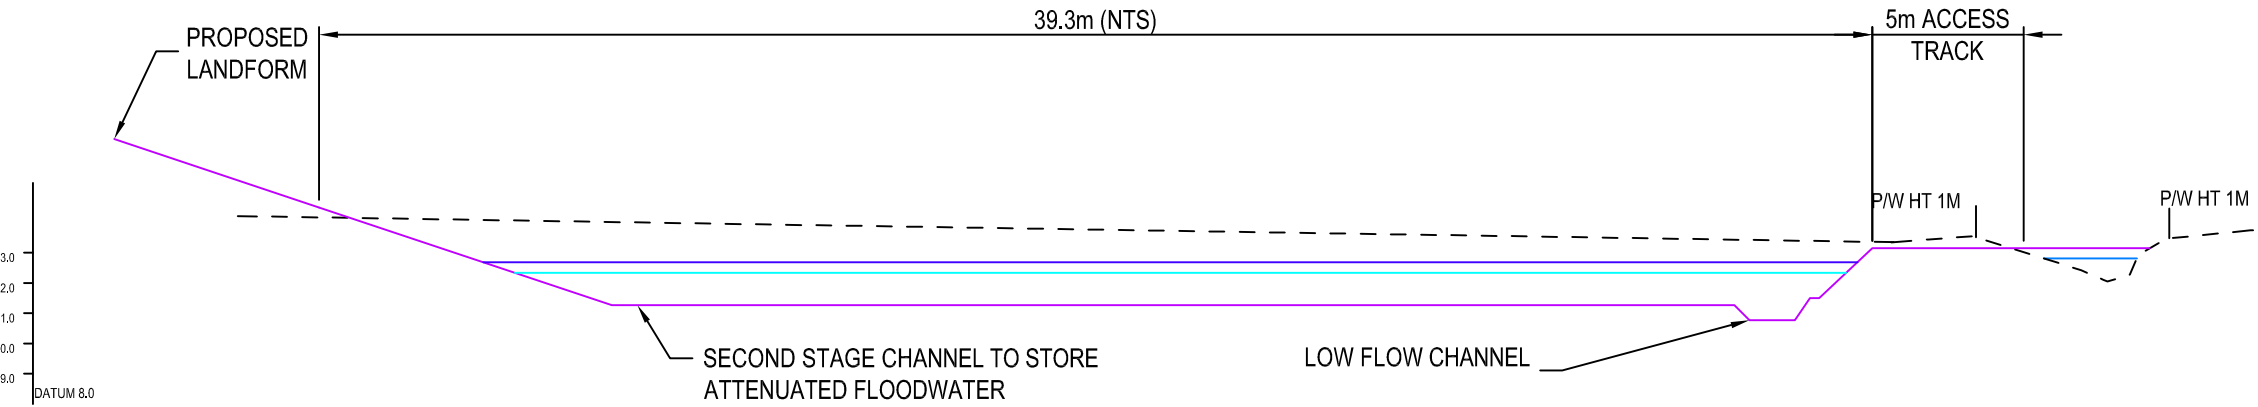 39.3m (NTS)
5m ACCESS
TRACK
PROPOSED
LANDFORM
P/W HT 1M
P/W HT 1M
3.0
2.0
1.0
0.0
9.0
DATUM 8.0
SECOND STAGE CHANNEL TO STORE
ATTENUATED FLOODWATER
LOW FLOW CHANNEL